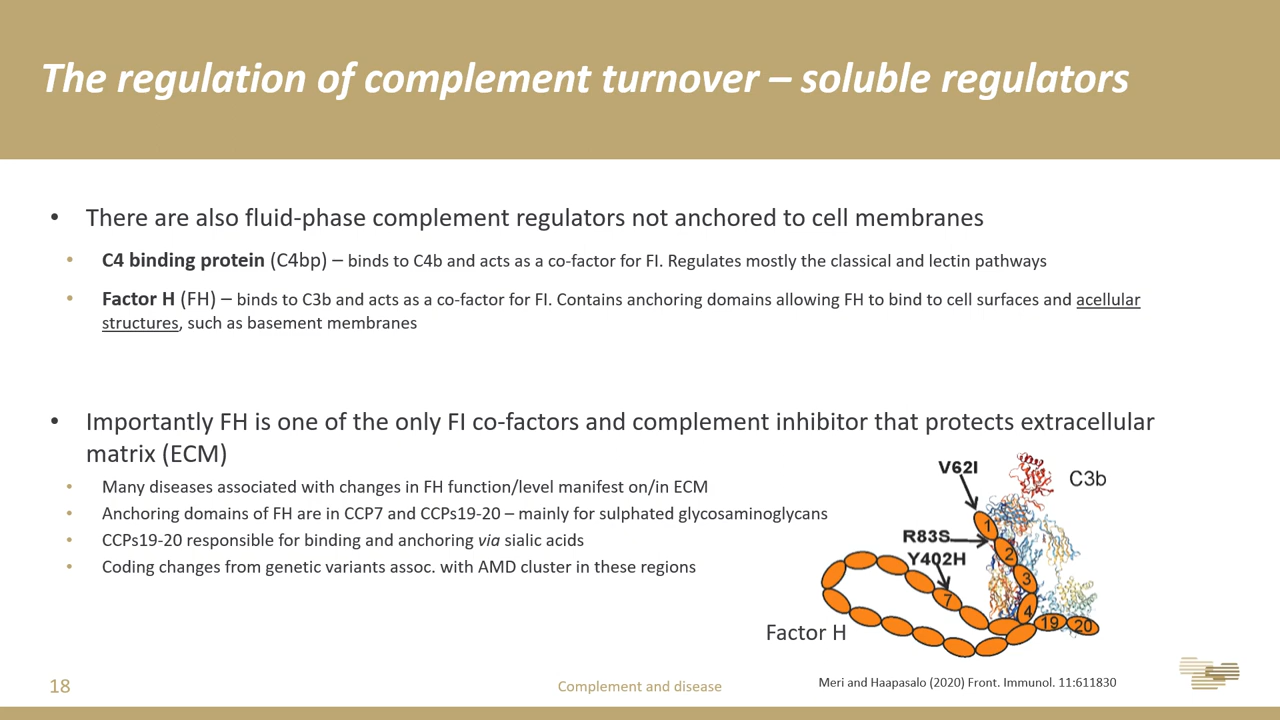 The regulation of complement turnover – soluble regulators
• There are also fluid-phase complement regulators not anchored to cell membranes
• C4 binding protein (C4bp) – binds to C4b and acts as a co-factor for FI. Regulates mostly the classical and lectin pathways
• Factor H (FH) – binds to C3b and acts as a co-factor for FI. Contains anchoring domains allowing FH to bind to cell surfaces and acellular
structures, such as basement membranes
• Importantly FH is one of the only FI co-factors and complement inhibitor that protects extracellular
matrix (ECM)
• Many diseases associated with changes in FH function/level manifest on/in ECM
• Anchoring domains of FH are in CCP7 and CCPs19-20 – mainly for sulphated glycosaminoglycans
• CCPs19-20 responsible for binding and anchoring via sialic acids
• Coding changes from genetic variants assoc. with AMD cluster in these regions
V62I
C3b
1
R83S
2
Y402H
3
7
4
19
20
Factor H
18
Complement and disease
Meri and Haapasalo (2020) Front. Immunol. 11:611830